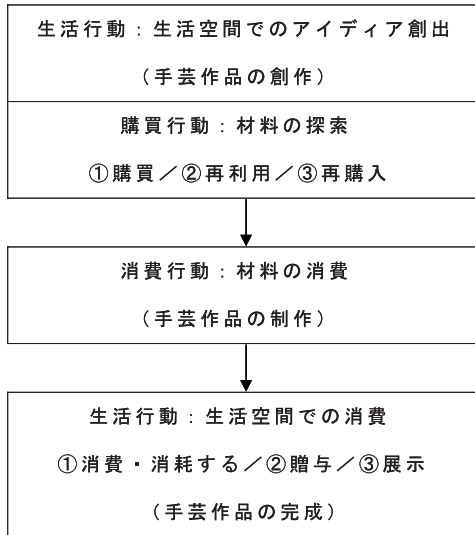 生活行動：生活空間でのアイディア創出
（手芸作品の創作）
購買行動：材料の探索
①購買／②再利用／③再購入
消費行動：材料の消費
（手芸作品の制作）
生活行動：生活空間での消費
①消費・消耗する／②贈与／③展示
（手芸作品の完成）